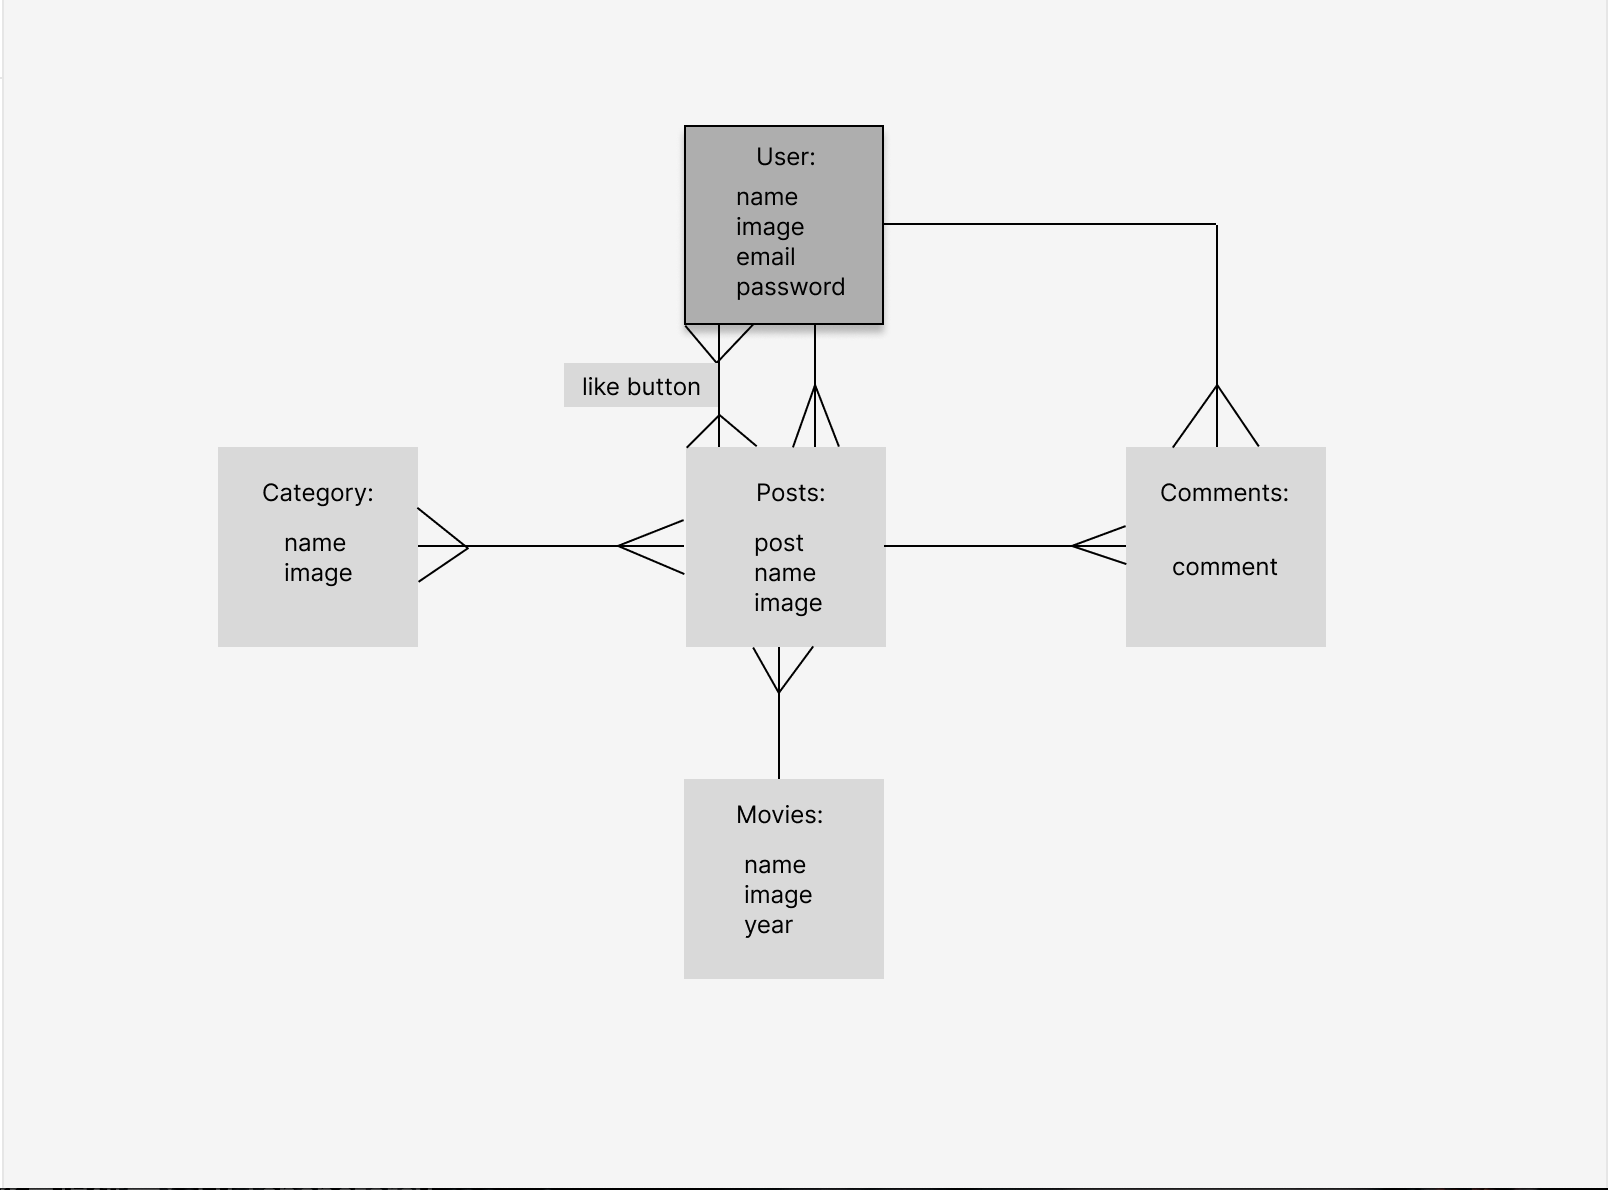 User:
name
image
email
password
like button
Category:
name
image
Posts:
post
name
image
Comments:
comment
Movies:
name
image
year